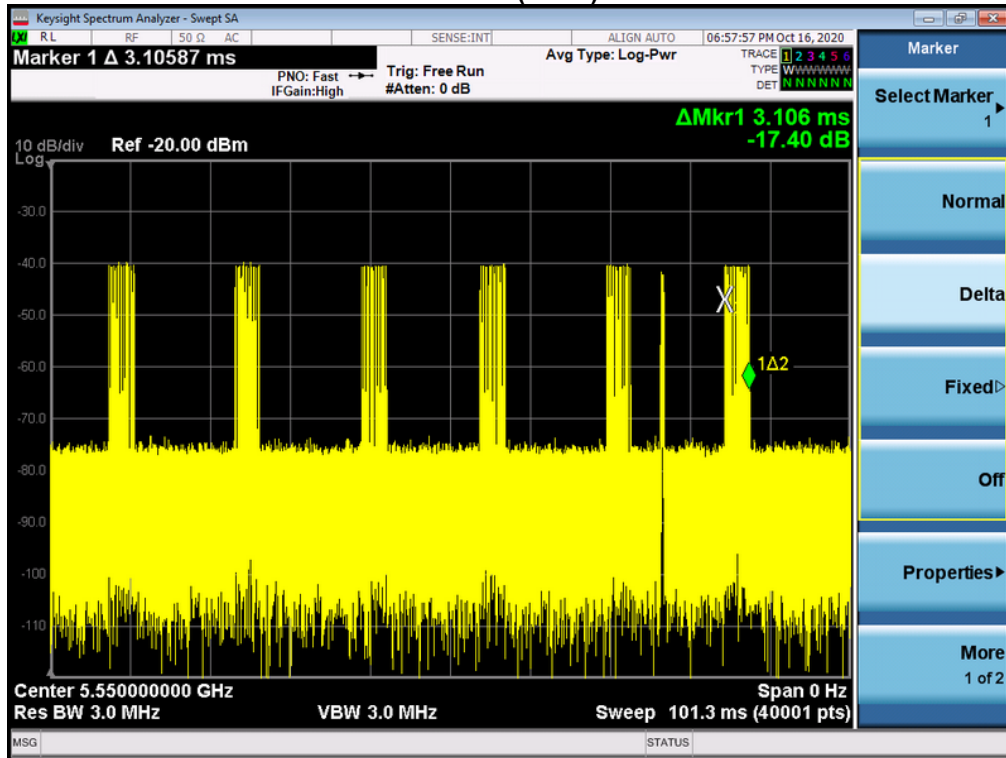 Keysight Spectrum Analyzer - Swept SA
LXI RL RF 50 Ω AC SENSE:INT ALIGN AUTO 06:57:57 PM Oct 16, 2020
Marker 1 Δ 3.10587 ms
PNO: Fast
IFGain:High
Trig: Free Run
#Atten: 0 dB
Avg Type: Log-Pwr
TRACE 1 2 3 4 5 6
TYPE WWWWWW
DET N N N N N N
ΔMkr1 3.106 ms
-17.40 dB
10 dB/div Ref -20.00 dBm
Log
-30.0
-40.0
-50.0
-60.0
-70.0
-80.0
-90.0
-100
-110
X
1Δ2
Center 5.550000000 GHz Span 0 Hz
Res BW 3.0 MHz VBW 3.0 MHz Sweep 101.3 ms (40001 pts)
MSG STATUS
Marker
Select Marker
1
Normal
Delta
Fixed
Off
Properties
More
1 of 2